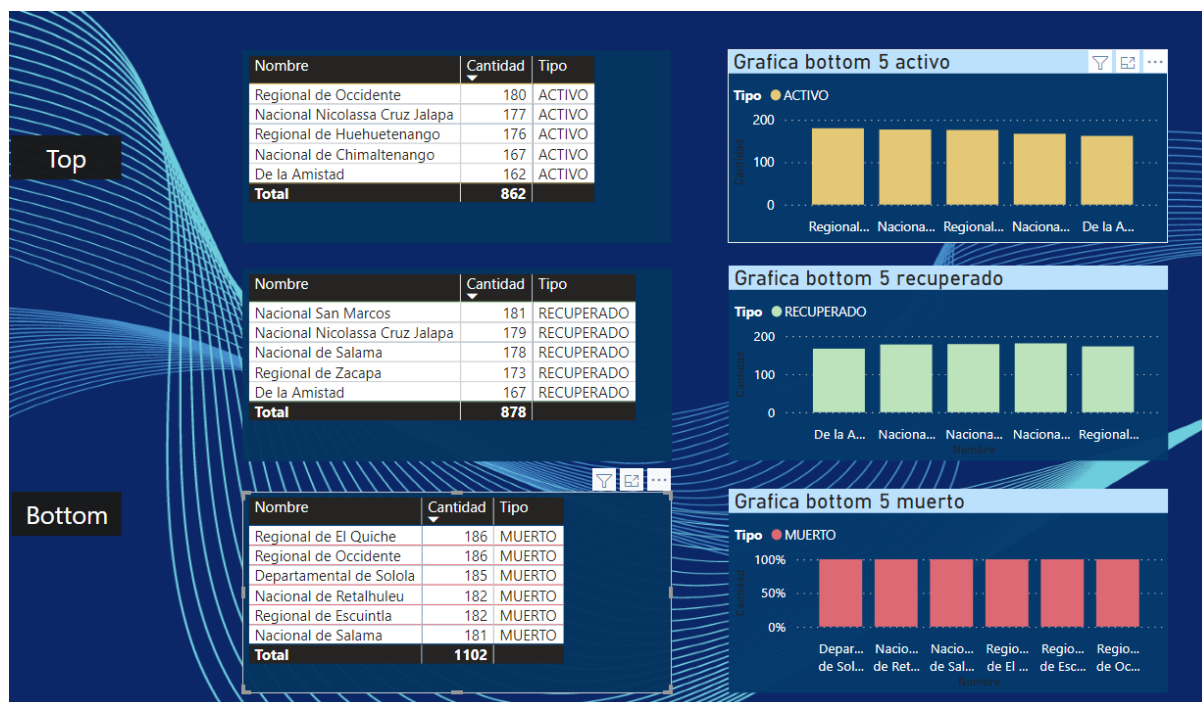 Top
Bottom
Nombre Cantidad Tipo
Regional de Occidente 180 ACTIVO
Nacional Nicolassa Cruz Jalapa 177 ACTIVO
Regional de Huehuetenango 176 ACTIVO
Nacional de Chimaltenango 167 ACTIVO
De la Amistad 162 ACTIVO
Total 862
Grafica bottom 5 activo
Tipo ACTIVO
Cantidad
200
100
0
Regional... Naciona... Regional... Naciona... De la A...
Nombre Cantidad Tipo
Nacional San Marcos 181 RECUPERADO
Nacional Nicolassa Cruz Jalapa 179 RECUPERADO
Nacional de Salama 178 RECUPERADO
Regional de Zacapa 173 RECUPERADO
De la Amistad 167 RECUPERADO
Total 878
Grafica bottom 5 recuperado
Tipo RECUPERADO
Cantidad
200
100
0
De la A... Naciona... Naciona... Naciona... Regional...
Nombre
Nombre Cantidad Tipo
Regional de El Quiche 186 MUERTO
Regional de Occidente 186 MUERTO
Departamental de Solola 185 MUERTO
Nacional de Retalhuleu 182 MUERTO
Regional de Escuintla 182 MUERTO
Nacional de Salama 181 MUERTO
Total 1102
Grafica bottom 5 muerto
Tipo MUERTO
Cantidad
100%
50%
0%
Depar... Nacio... Nacio... Regio... Regio... Regio...
de Sol... de Ret... de Sal... de El ... de Esc... de Oc...
Nombre